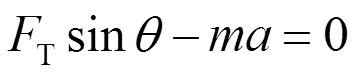 F_T sin θ − ma = 0